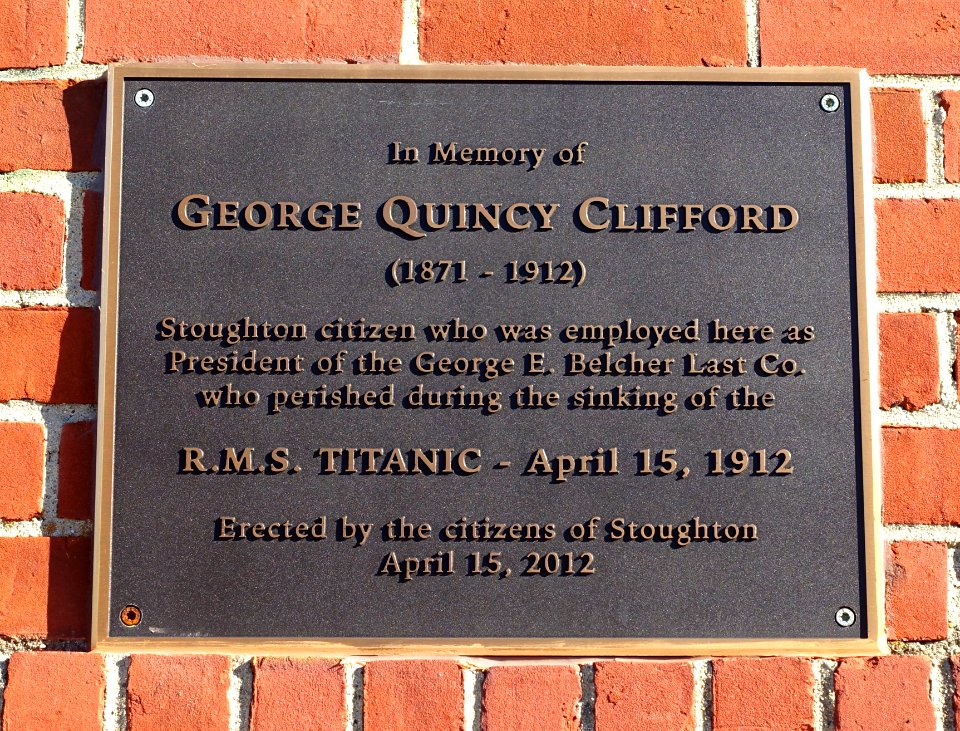 In Memory of
GEORGE QUINCY CLIFFORD
(1871 - 1912)
Stoughton citizen who was employed here as
President of the George E. Belcher Last Co.
who perished during the sinking of the
R.M.S. TITANIC - April 15, 1912
Erected by the citizens of Stoughton
April 15, 2012